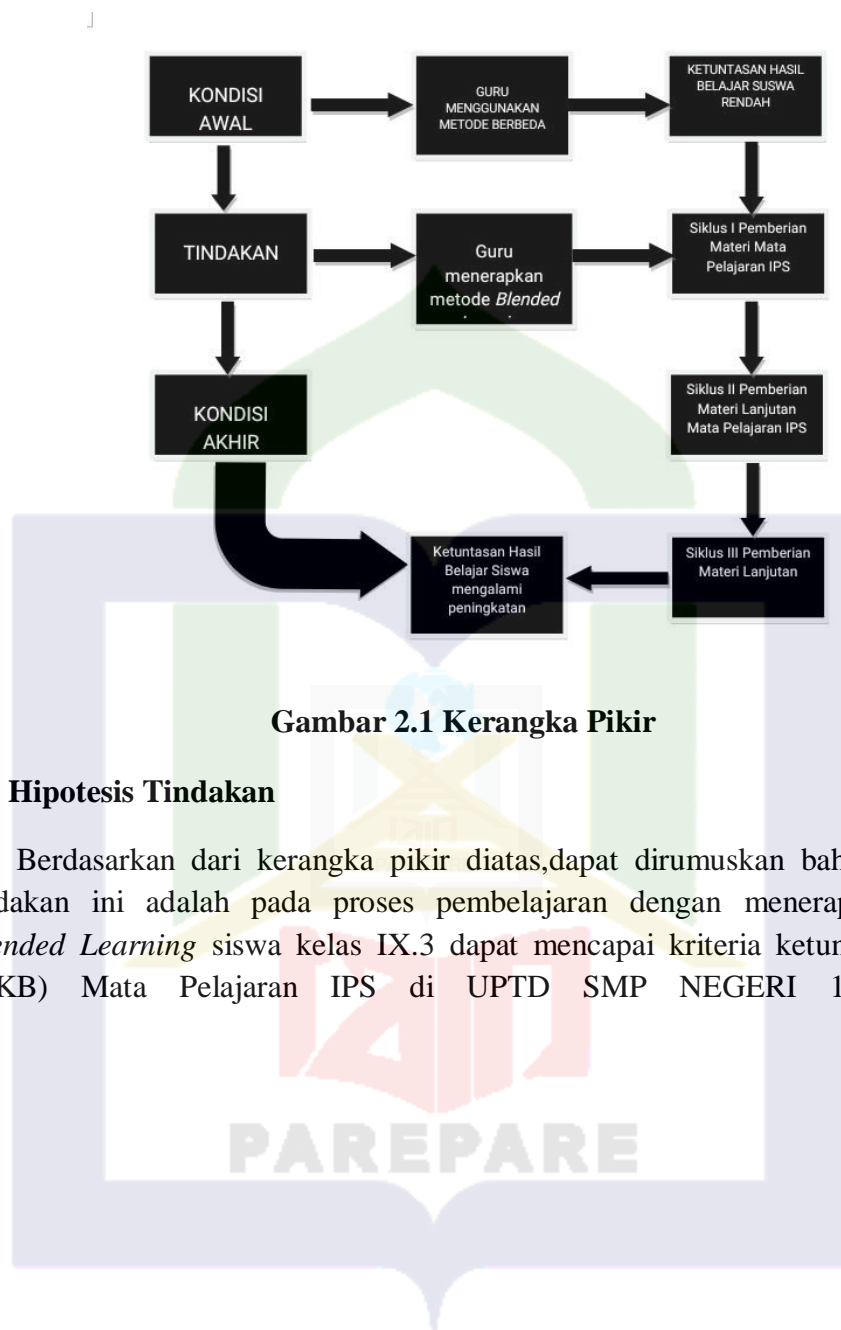 KONDISI
AWAL
GURU
MENGGUNAKAN
METODE BERBEDA
KETUNTASAN HASIL
BELAJAR SUSWA
RENDAH
TINDAKAN
Guru
menerapkan
metode Blended
Siklus I Pemberian
Materi Mata
Pelajaran IPS
KONDISI
AKHIR
Siklus II Pemberian
Materi Lanjutan
Mata Pelajaran IPS
Ketuntasan Hasil
Belajar Siswa
mengalami
peningkatan
Siklus III Pemberian
Materi Lanjutan
Gambar 2.1 Kerangka Pikir
Hipotesis Tindakan
Berdasarkan dari kerangka pikir diatas,dapat dirumuskan bah
dakan ini adalah pada proses pembelajaran dengan menerap
ended Learning siswa kelas IX.3 dapat mencapai kriteria ketun
KB) Mata Pelajaran IPS di UPTD SMP NEGERI 1
PAREPARE